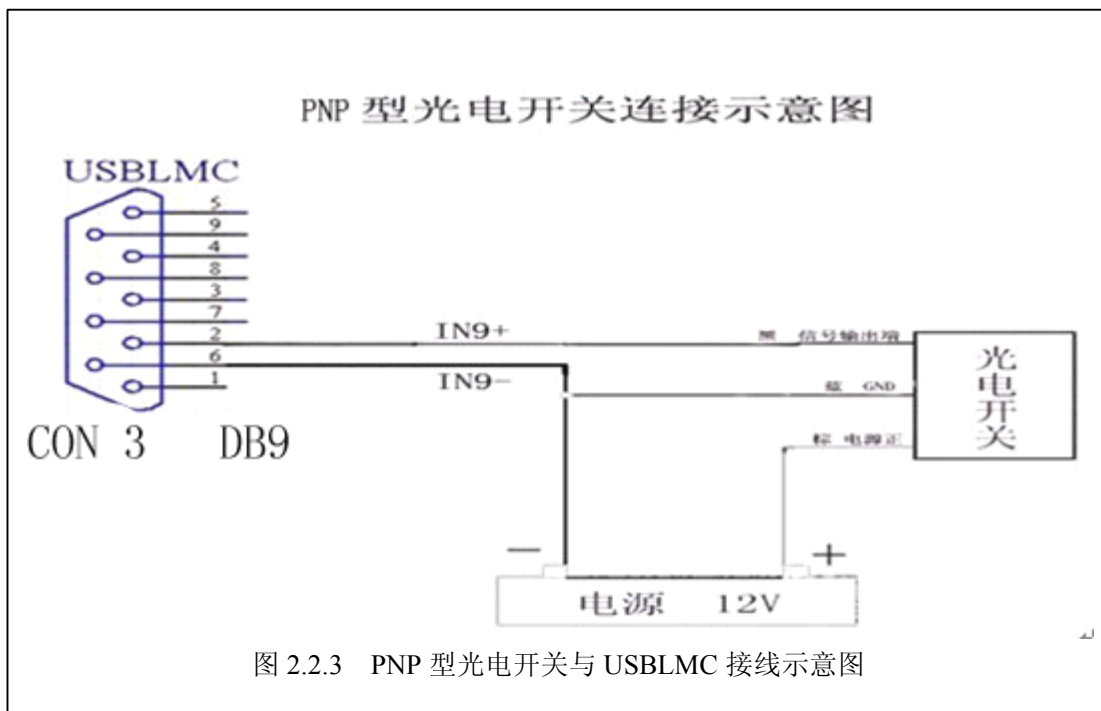 PNP 型光电开关连接示意图
USBLMC
5
9
4
8
3
7
2
6
1
IN9+
IN9-
黑 信号输出端
蓝 GND
棕 电源正
光电开关
CON 3 DB9
- +
电源 12V
图 2.2.3 PNP 型光电开关与 USBLMC 接线示意图